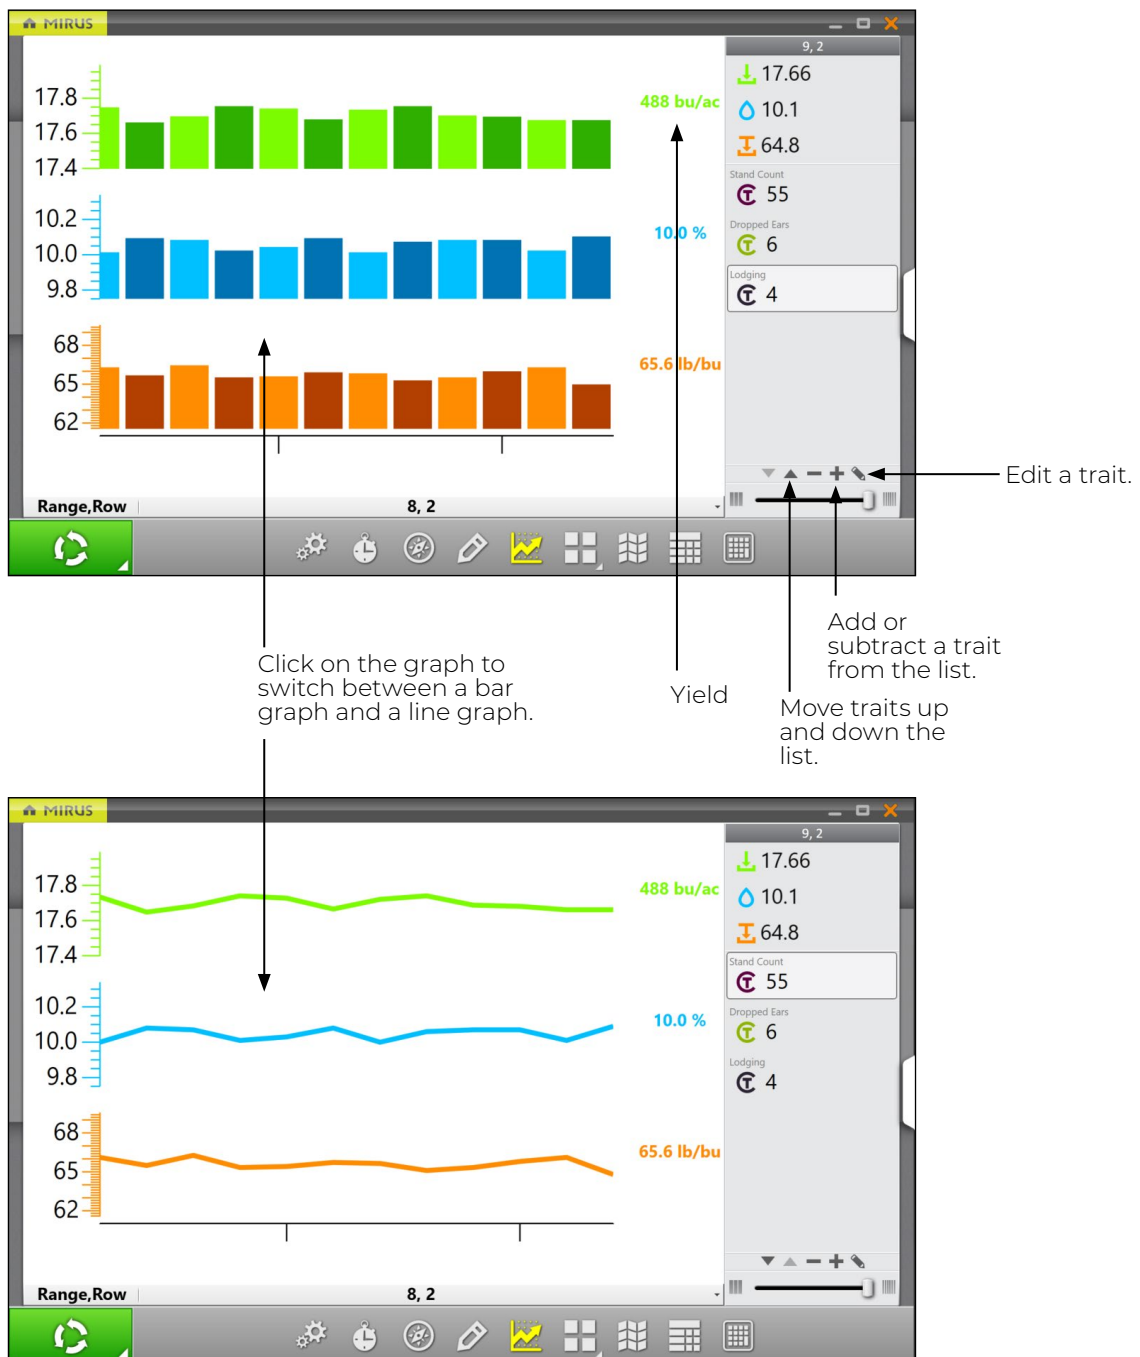 MIRUS
9, 2
17.8
17.6
17.4
488 bu/ac
17.66
10.1
64.8
10.2
10.0
9.8
10.0 %
Stand Count
55
Dropped Ears
6
Lodging
4
68
65
62
65.6 lb/bu
Range,Row
8, 2
Edit a trait.
Click on the graph to
switch between a bar
graph and a line graph.
Yield
Add or
subtract a trait
from the list.
Move traits up
and down the
list.
MIRUS
9, 2
17.8
17.6
17.4
488 bu/ac
17.66
10.1
64.8
10.2
10.0
9.8
10.0 %
Stand Count
55
Dropped Ears
6
Lodging
4
68
65
62
65.6 lb/bu
Range,Row
8, 2